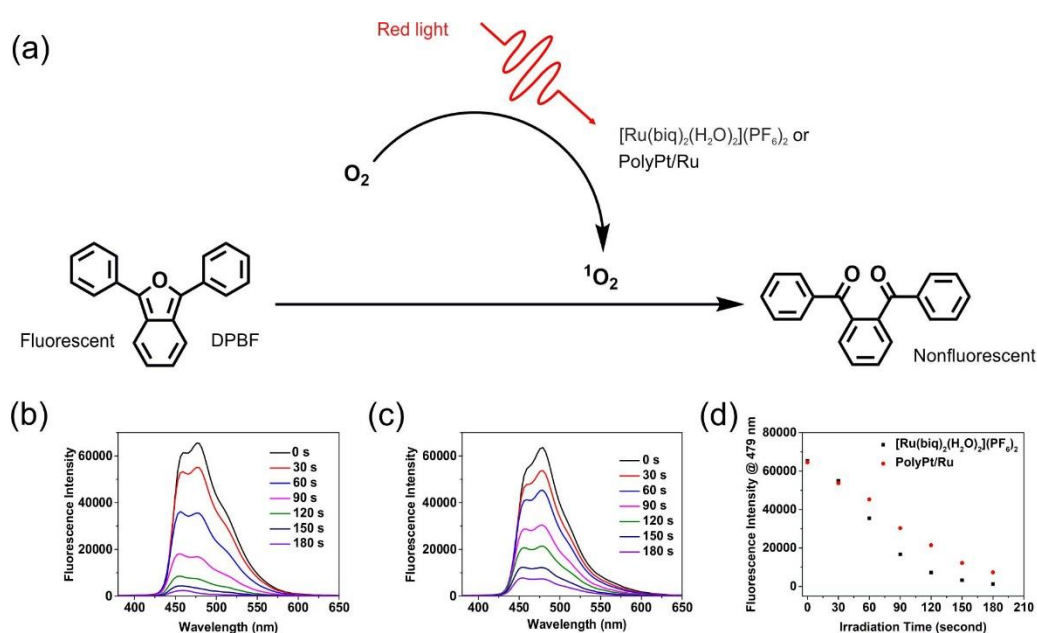 (a)
Red light
[Ru(biq)₂(H₂O)₂](PF₆)₂ or
PolyPt/Ru
O₂
¹O₂
O
Fluorescent
DPBF
O O
Nonfluorescent
(b)
Fluorescence Intensity
60000
40000
20000
0
400 450 500 550 600 650
Wavelength (nm)
0 s
30 s
60 s
90 s
120 s
150 s
180 s
(c)
Fluorescence Intensity
60000
40000
20000
0
400 450 500 550 600 650
Wavelength (nm)
0 s
30 s
60 s
90 s
120 s
150 s
180 s
(d)
Fluorescence Intensity @ 479 nm
80000
60000
40000
20000
0
0 30 60 90 120 150 180 210
Irradiation Time (second)
[Ru(biq)₂(H₂O)₂](PF₆)₂
PolyPt/Ru